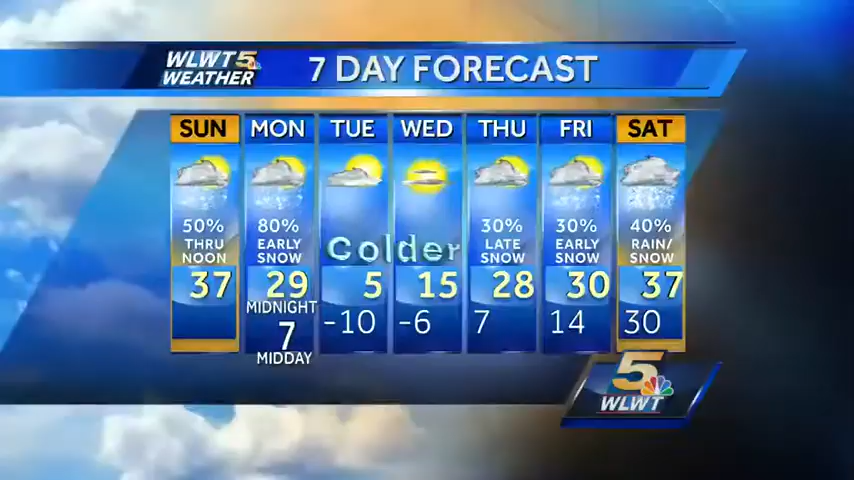 WLWT 5
WEATHER
7 DAY FORECAST
SUN MON TUE WED THU FRI SAT
50% 80% 30% 30% 40%
THRU EARLY LATE EARLY RAIN/
NOON SNOW SNOW SNOW SNOW
Colder
37 29 5 15 28 30 37
MIDNIGHT
7
MIDDAY
-10 -6 7 14 30
5
WLWT